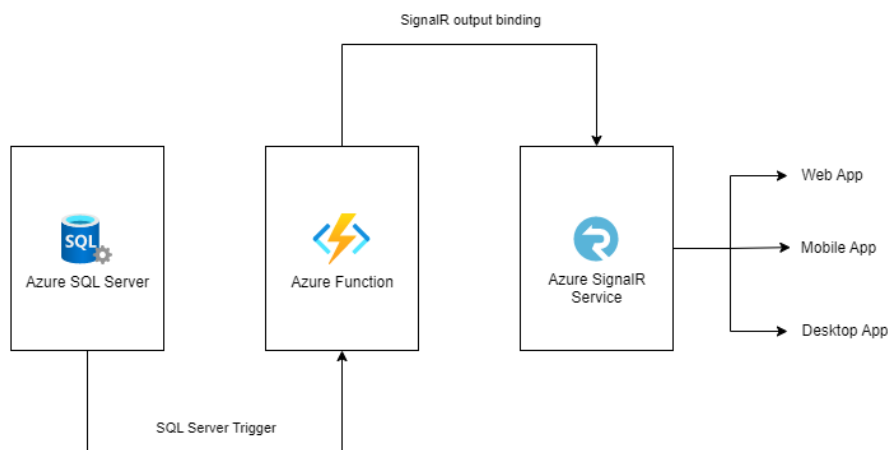 SignalR output binding
SQL
Azure SQL Server
Azure Function
Azure SignalR
Service
Web App
Mobile App
Desktop App
SQL Server Trigger